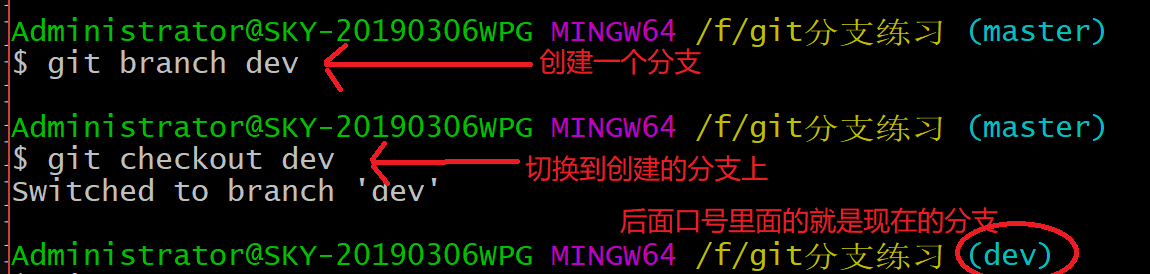 Administrator@SKY-20190306WPG MINGW64 /f/git分支练习 (master)
$ git branch dev 创建一个分支
Administrator@SKY-20190306WPG MINGW64 /f/git分支练习 (master)
$ git checkout dev 切换到创建的分支上
Switched to branch 'dev'
后面口号里面的就是现在的分支
Administrator@SKY-20190306WPG MINGW64 /f/git分支练习 (dev)